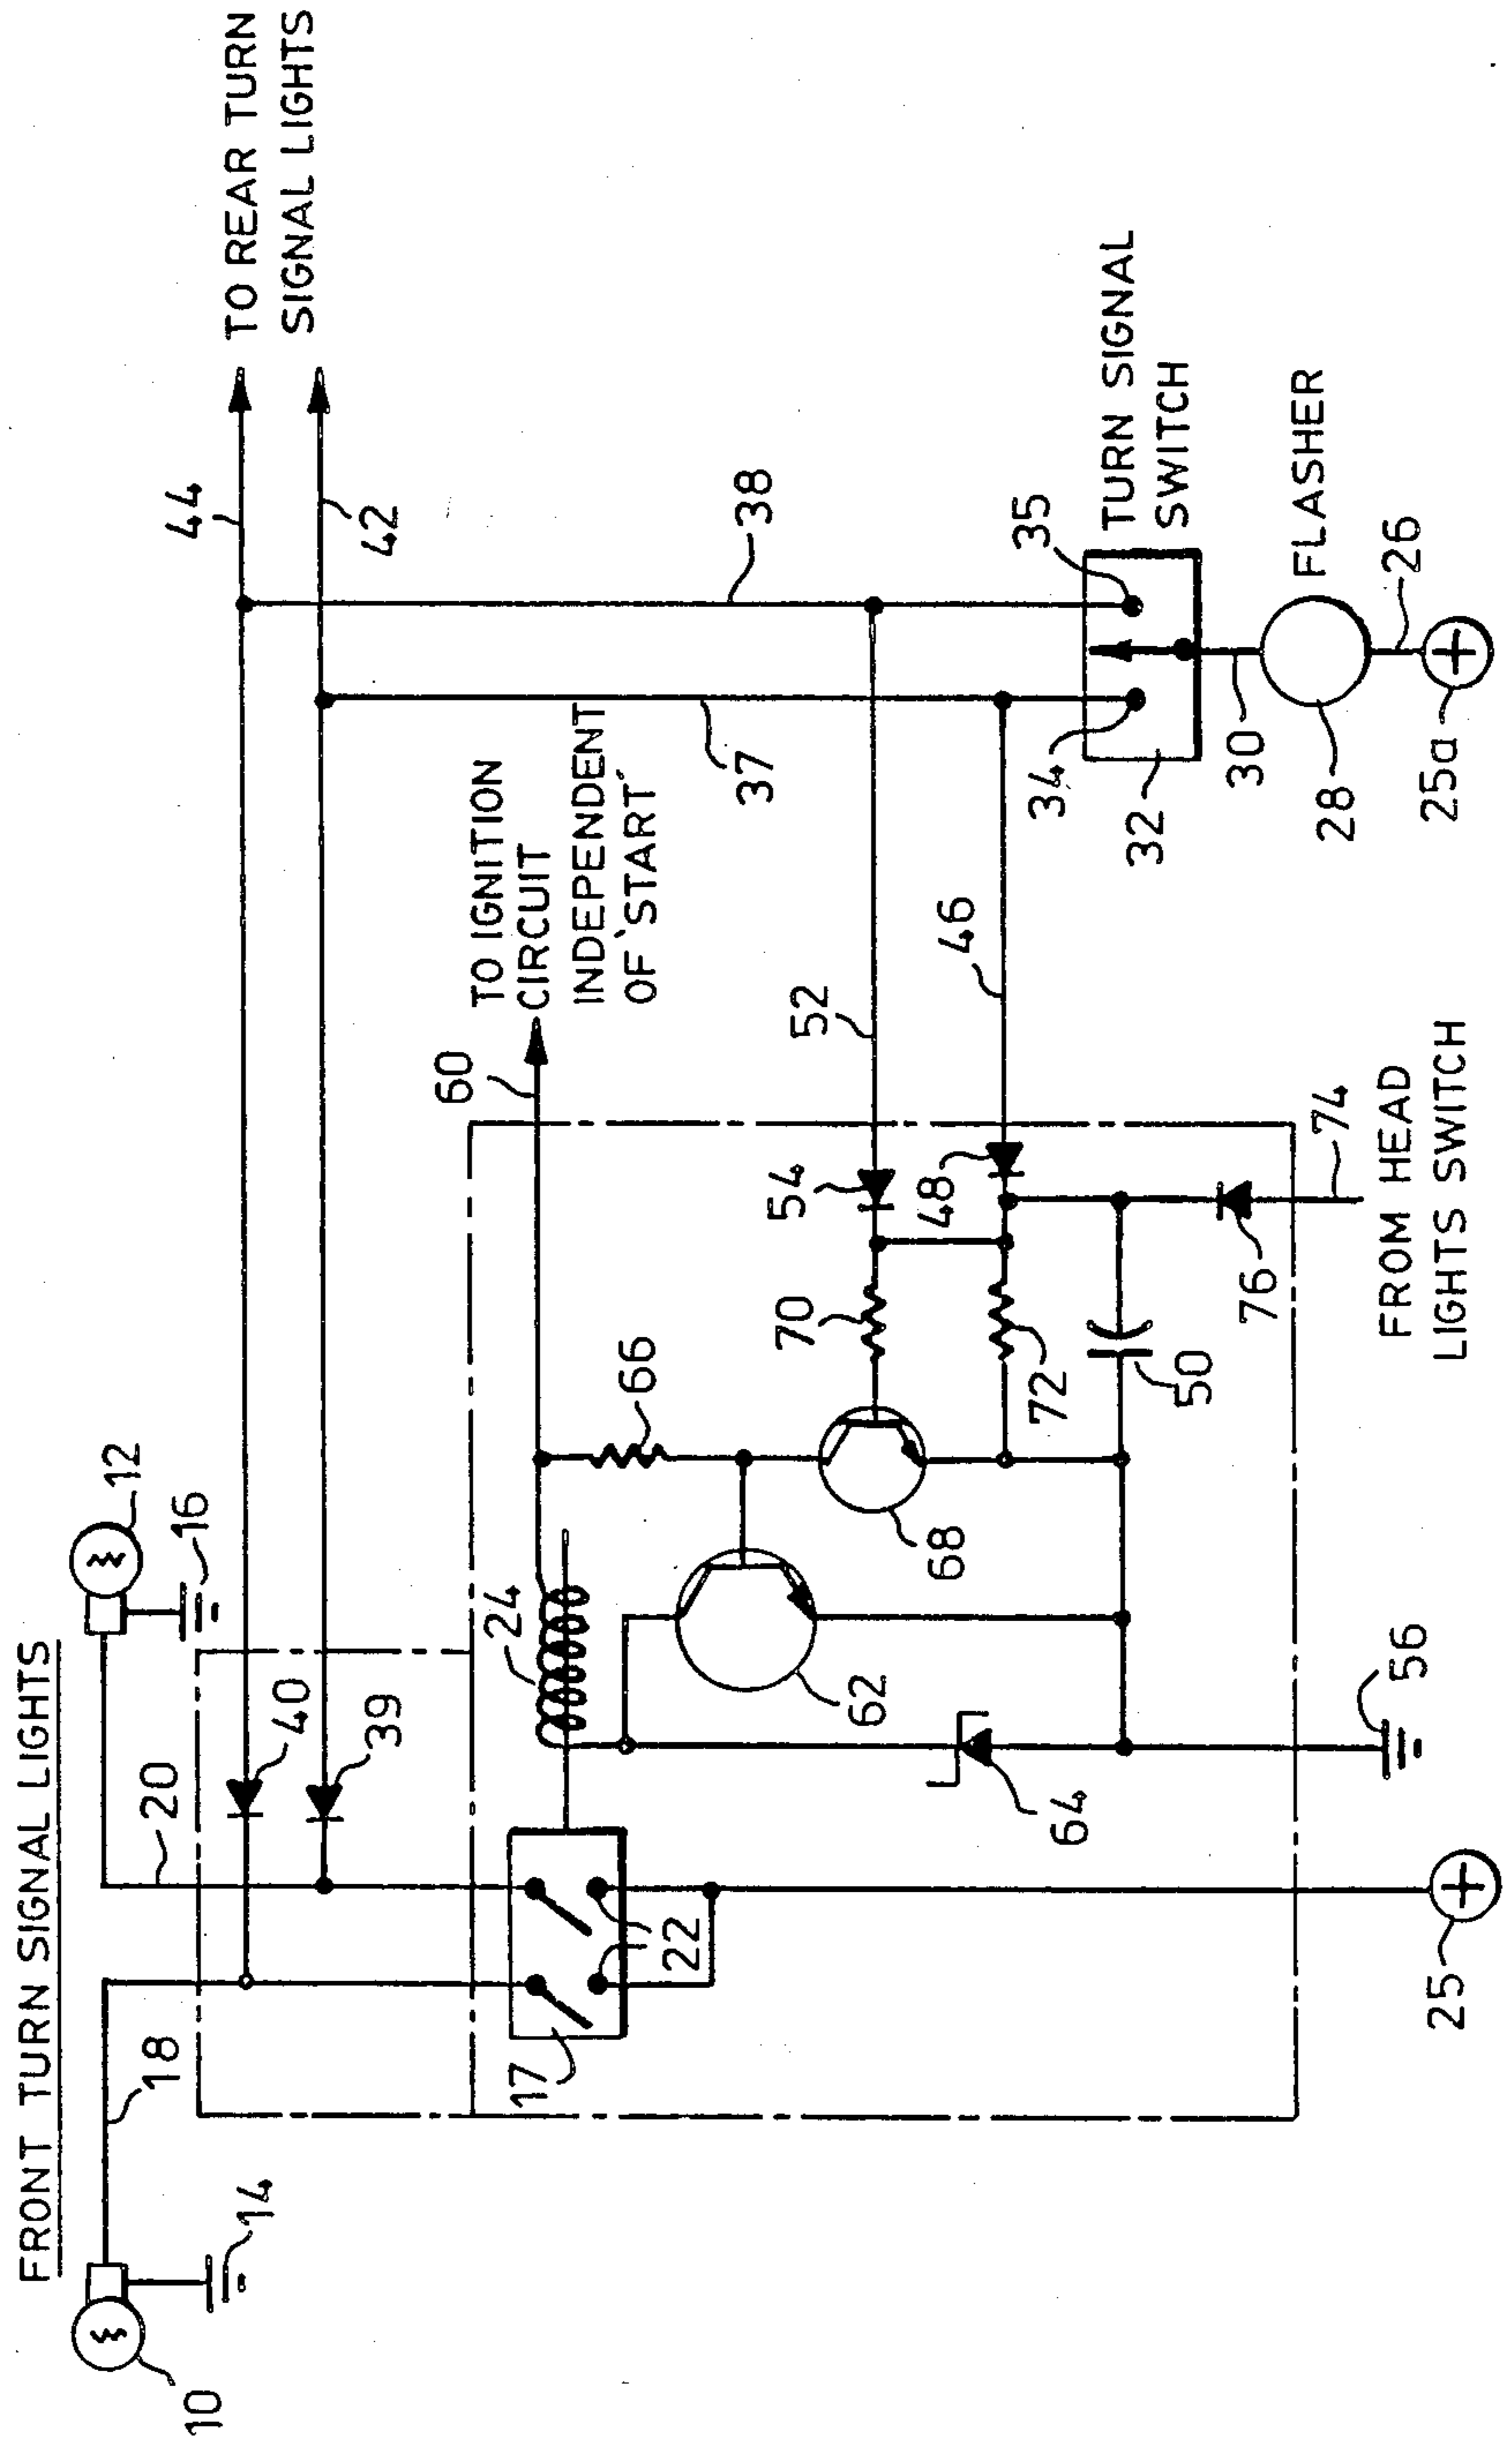 FRONT TURN SIGNAL LIGHTS
10
14
18
20
12
16
40
39
44
42
TO REAR TURN
SIGNAL LIGHTS
17
22
24
60
TO IGNITION
CIRCUIT
INDEPENDENT
OF 'START'
37
38
62
66
68
70
54
52
64
72
48
46
50
76
74
FROM HEAD
LIGHTS SWITCH
56
25
34
35
32
TURN SIGNAL
SWITCH
30
28
FLASHER
26
25a